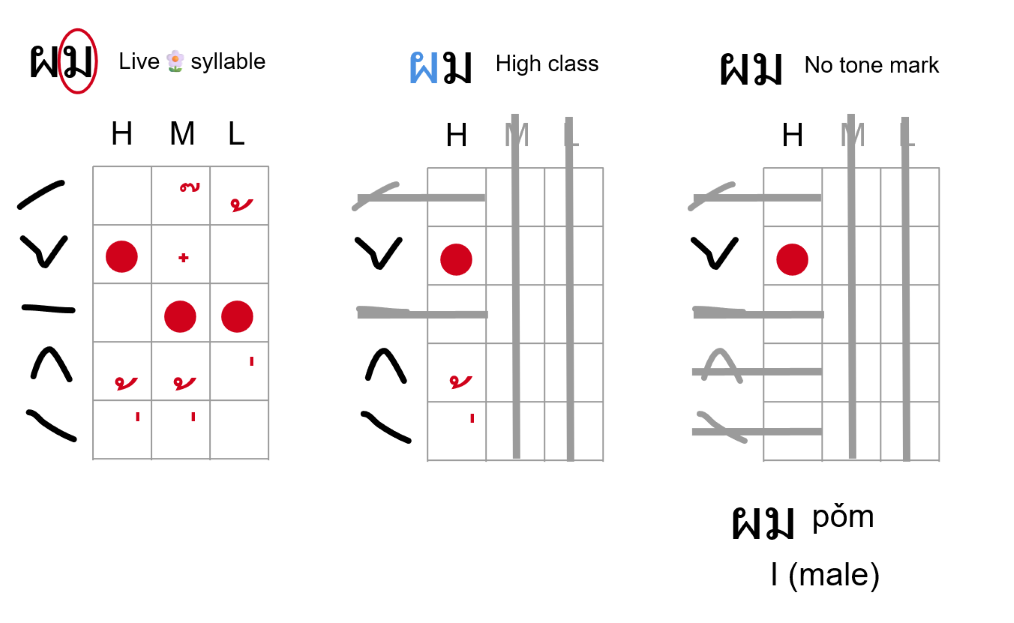 ผม Live 🌸 syllable
ผม High class
ผม No tone mark
H M L
H M L
H M L
๊ ้
๋
้ ้ ่
่ ่
้
่
ผม pǒm
I (male)